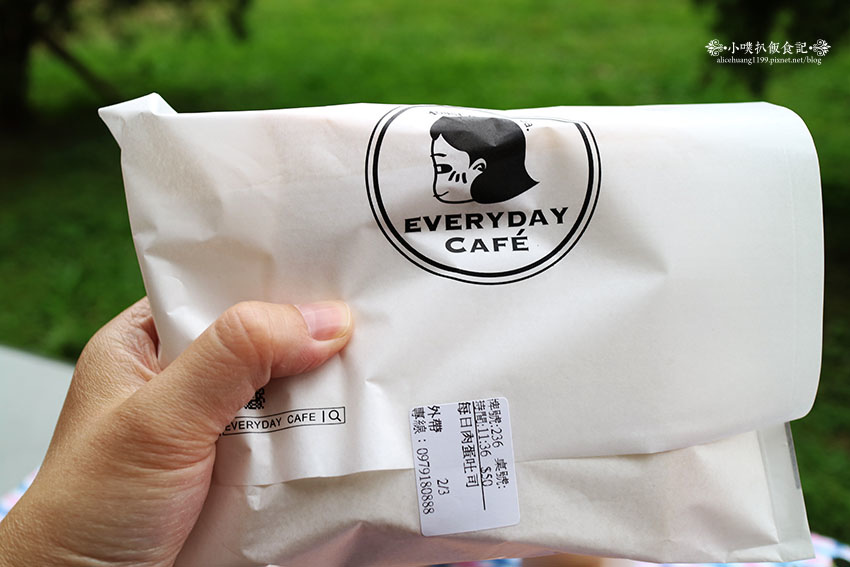 小噗扒飯食記
alicehuang1199.pixnet.net/blog
EVERYDAY
CAFÉ
EVERYDAY CAFE
牌號:236 桌號:
時間:11:36 $50
每日肉蛋吐司
2/3
外帶
專線：0979180888